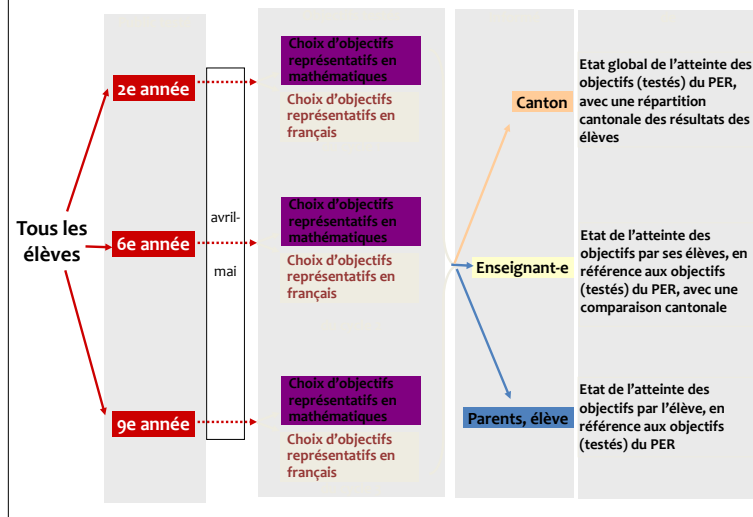 Tous les
élèves
2e année
6e année
9e année
avril-
mai
Choix d'objectifs
représentatifs en
mathématiques
Choix d'objectifs
représentatifs en
français
Choix d'objectifs
représentatifs en
mathématiques
Choix d'objectifs
représentatifs en
français
Choix d'objectifs
représentatifs en
mathématiques
Choix d'objectifs
représentatifs en
français
Canton
Etat global de l'atteinte des
objectifs (testés) du PER,
avec une répartition
cantonale des résultats des
élèves
Enseignant-e
Etat de l'atteinte des
objectifs par ses élèves, en
référence aux objectifs
(testés) du PER, avec une
comparaison cantonale
Parents, élève
Etat de l'atteinte des
objectifs par l'élève, en
référence aux objectifs
(testés) du PER